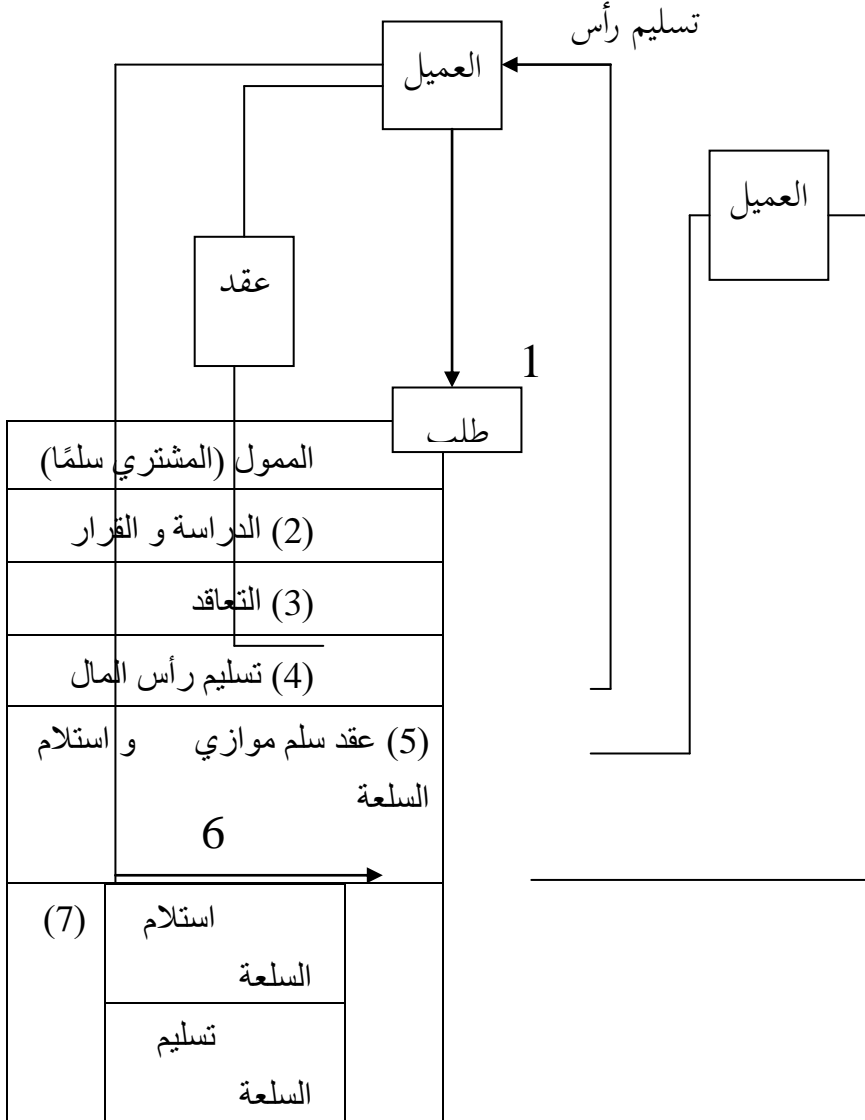 تسليم رأس
العميل
العميل
عقد
1
طلب
الممول (المشتري سلمًا)
(2) الدراسة و القرار
(3) التعاقد
(4) تسليم رأس المال
(5) عقد سلم موازي و استلام
السلعة
6
(7)
استلام
السلعة
تسليم
السلعة